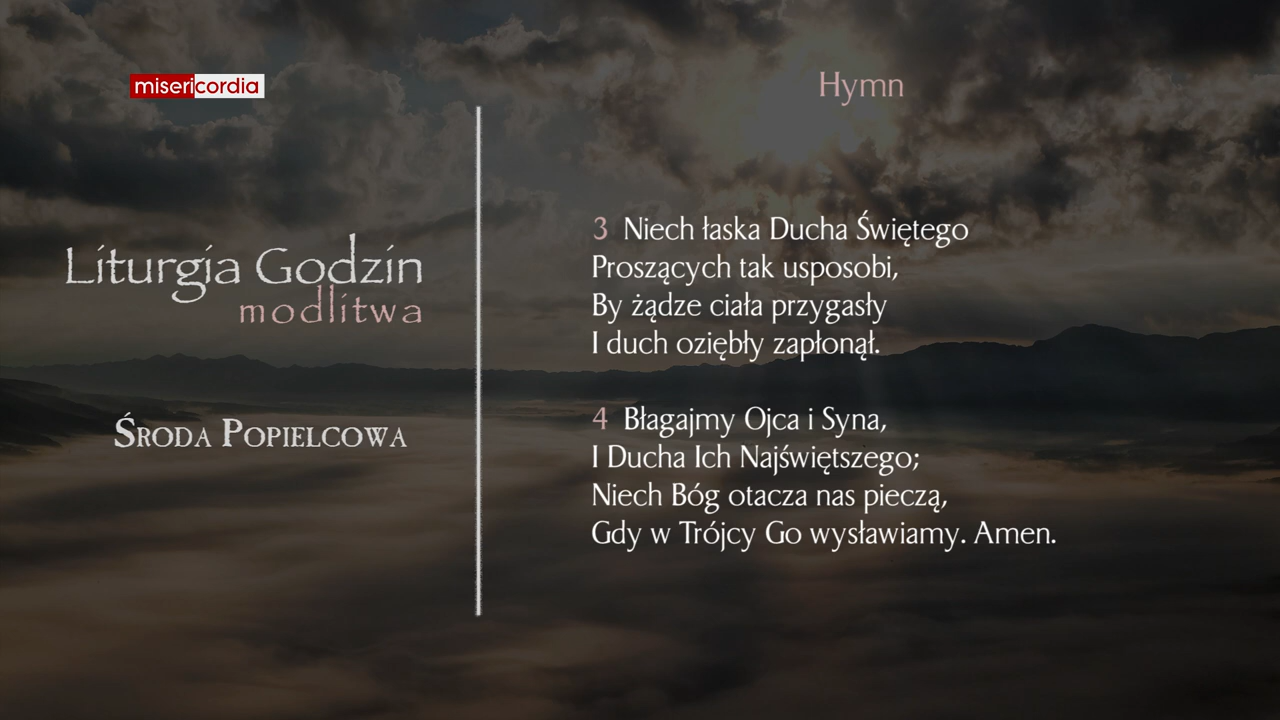 misericordia
Liturgia Godzin
modlitwa
Środa Popielcowa
Hymn
3 Niech łaska Ducha Świętego
Proszących tak usposobi,
By żądze ciała przygasły
I duch oziębły zapłonął.
4 Błagajmy Ojca i Syna,
I Ducha Ich Najświętszego;
Niech Bóg otacza nas pieczą,
Gdy w Trójcy Go wysławiamy. Amen.